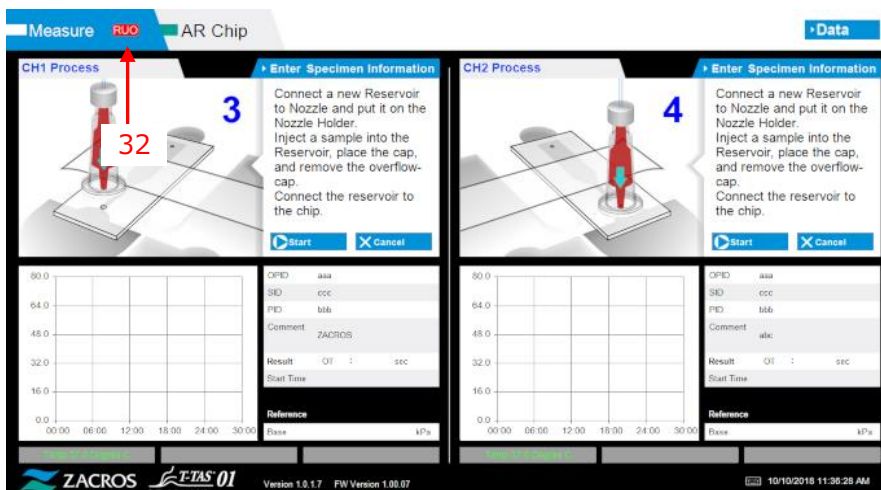 Measure RUO AR Chip Data
32
CH1 Process
Enter Specimen Information
3
Connect a new Reservoir
to Nozzle and put it on the
Nozzle Holder.
Inject a sample into the
Reservoir, place the cap,
and remove the overflow-
cap.
Connect the reservoir to
the chip.
Start Cancel
80.0
64.0
48.0
32.0
16.0
0.0
00:00 06:00 12:00 18:00 24:00 30:00
OPID aaa
SID ccc
PID bbb
Comment ZACROS
Result OT : sec
Start Time
Reference
Base kPa
CH2 Process
Enter Specimen Information
4
Connect a new Reservoir
to Nozzle and put it on the
Nozzle Holder.
Inject a sample into the
Reservoir, place the cap,
and remove the overflow-
cap.
Connect the reservoir to
the chip.
Start Cancel
80.0
64.0
48.0
32.0
16.0
0.0
00:00 06:00 12:00 18:00 24:00 30:00
OPID aaa
SID ccc
PID bbb
Comment abc
Result OT : sec
Start Time
Reference
Base kPa
ZACROS T-TAS 01 Version 1.0.1.7 FW Version 1.00.07 10/10/2018 11:36:28 AM